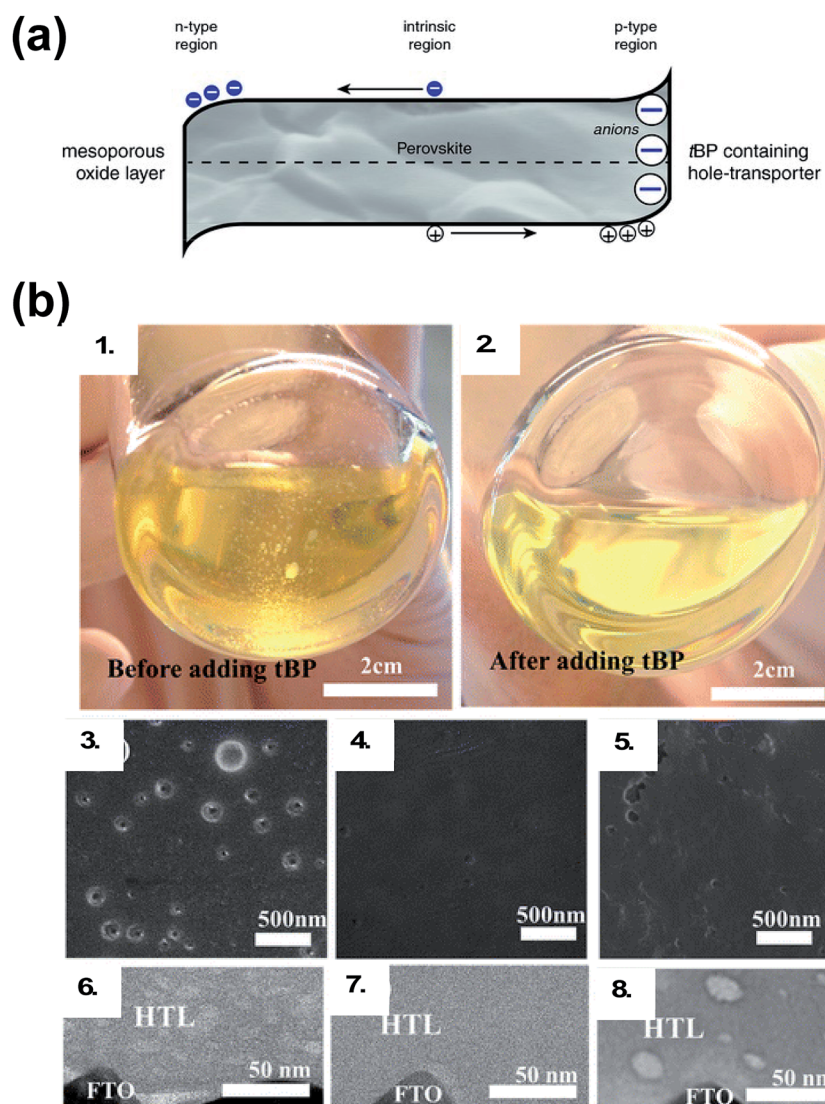 (a)
n-type
region
intrinsic
region
p-type
region
mesoporous
oxide layer
Perovskite
anions
tBP containing
hole-transporter
(b)
1.
Before adding tBP
2cm
2.
After adding tBP
2cm
3.
500nm
4.
500nm
5.
500nm
6.
HTL
FTO
50 nm
7.
HTL
FTO
50 nm
8.
HTL
FTO
50 nm